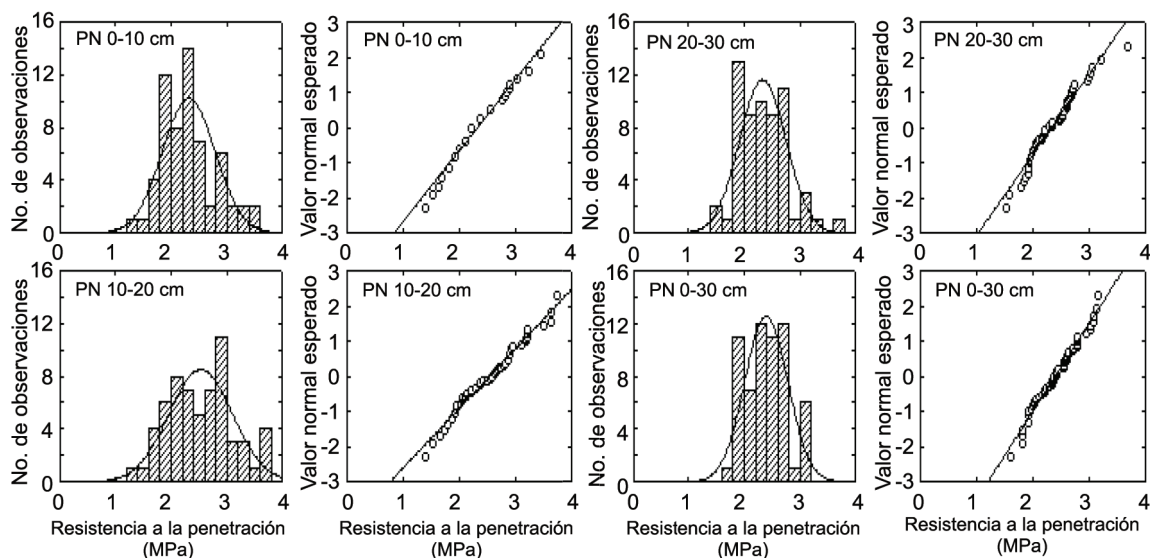 PN 0-10 cm
No. de observaciones
16
12
8
4
0
0 1 2 3 4
PN 0-10 cm
Valor normal esperado
3
2
1
0
-1
-2
-3
0 1 2 3 4
PN 20-30 cm
No. de observaciones
16
12
8
4
0
0 1 2 3 4
PN 20-30 cm
Valor normal esperado
3
2
1
0
-1
-2
-3
0 1 2 3 4
PN 10-20 cm
No. de observaciones
16
12
8
4
0
0 1 2 3 4
Resistencia a la penetración
(MPa)
PN 10-20 cm
Valor normal esperado
3
2
1
0
-1
-2
-3
0 1 2 3 4
Resistencia a la penetración
(MPa)
PN 0-30 cm
No. de observaciones
16
12
8
4
0
0 1 2 3 4
Resistencia a la penetración
(MPa)
PN 0-30 cm
Valor normal esperado
3
2
1
0
-1
-2
-3
0 1 2 3 4
Resistencia a la penetración
(MPa)